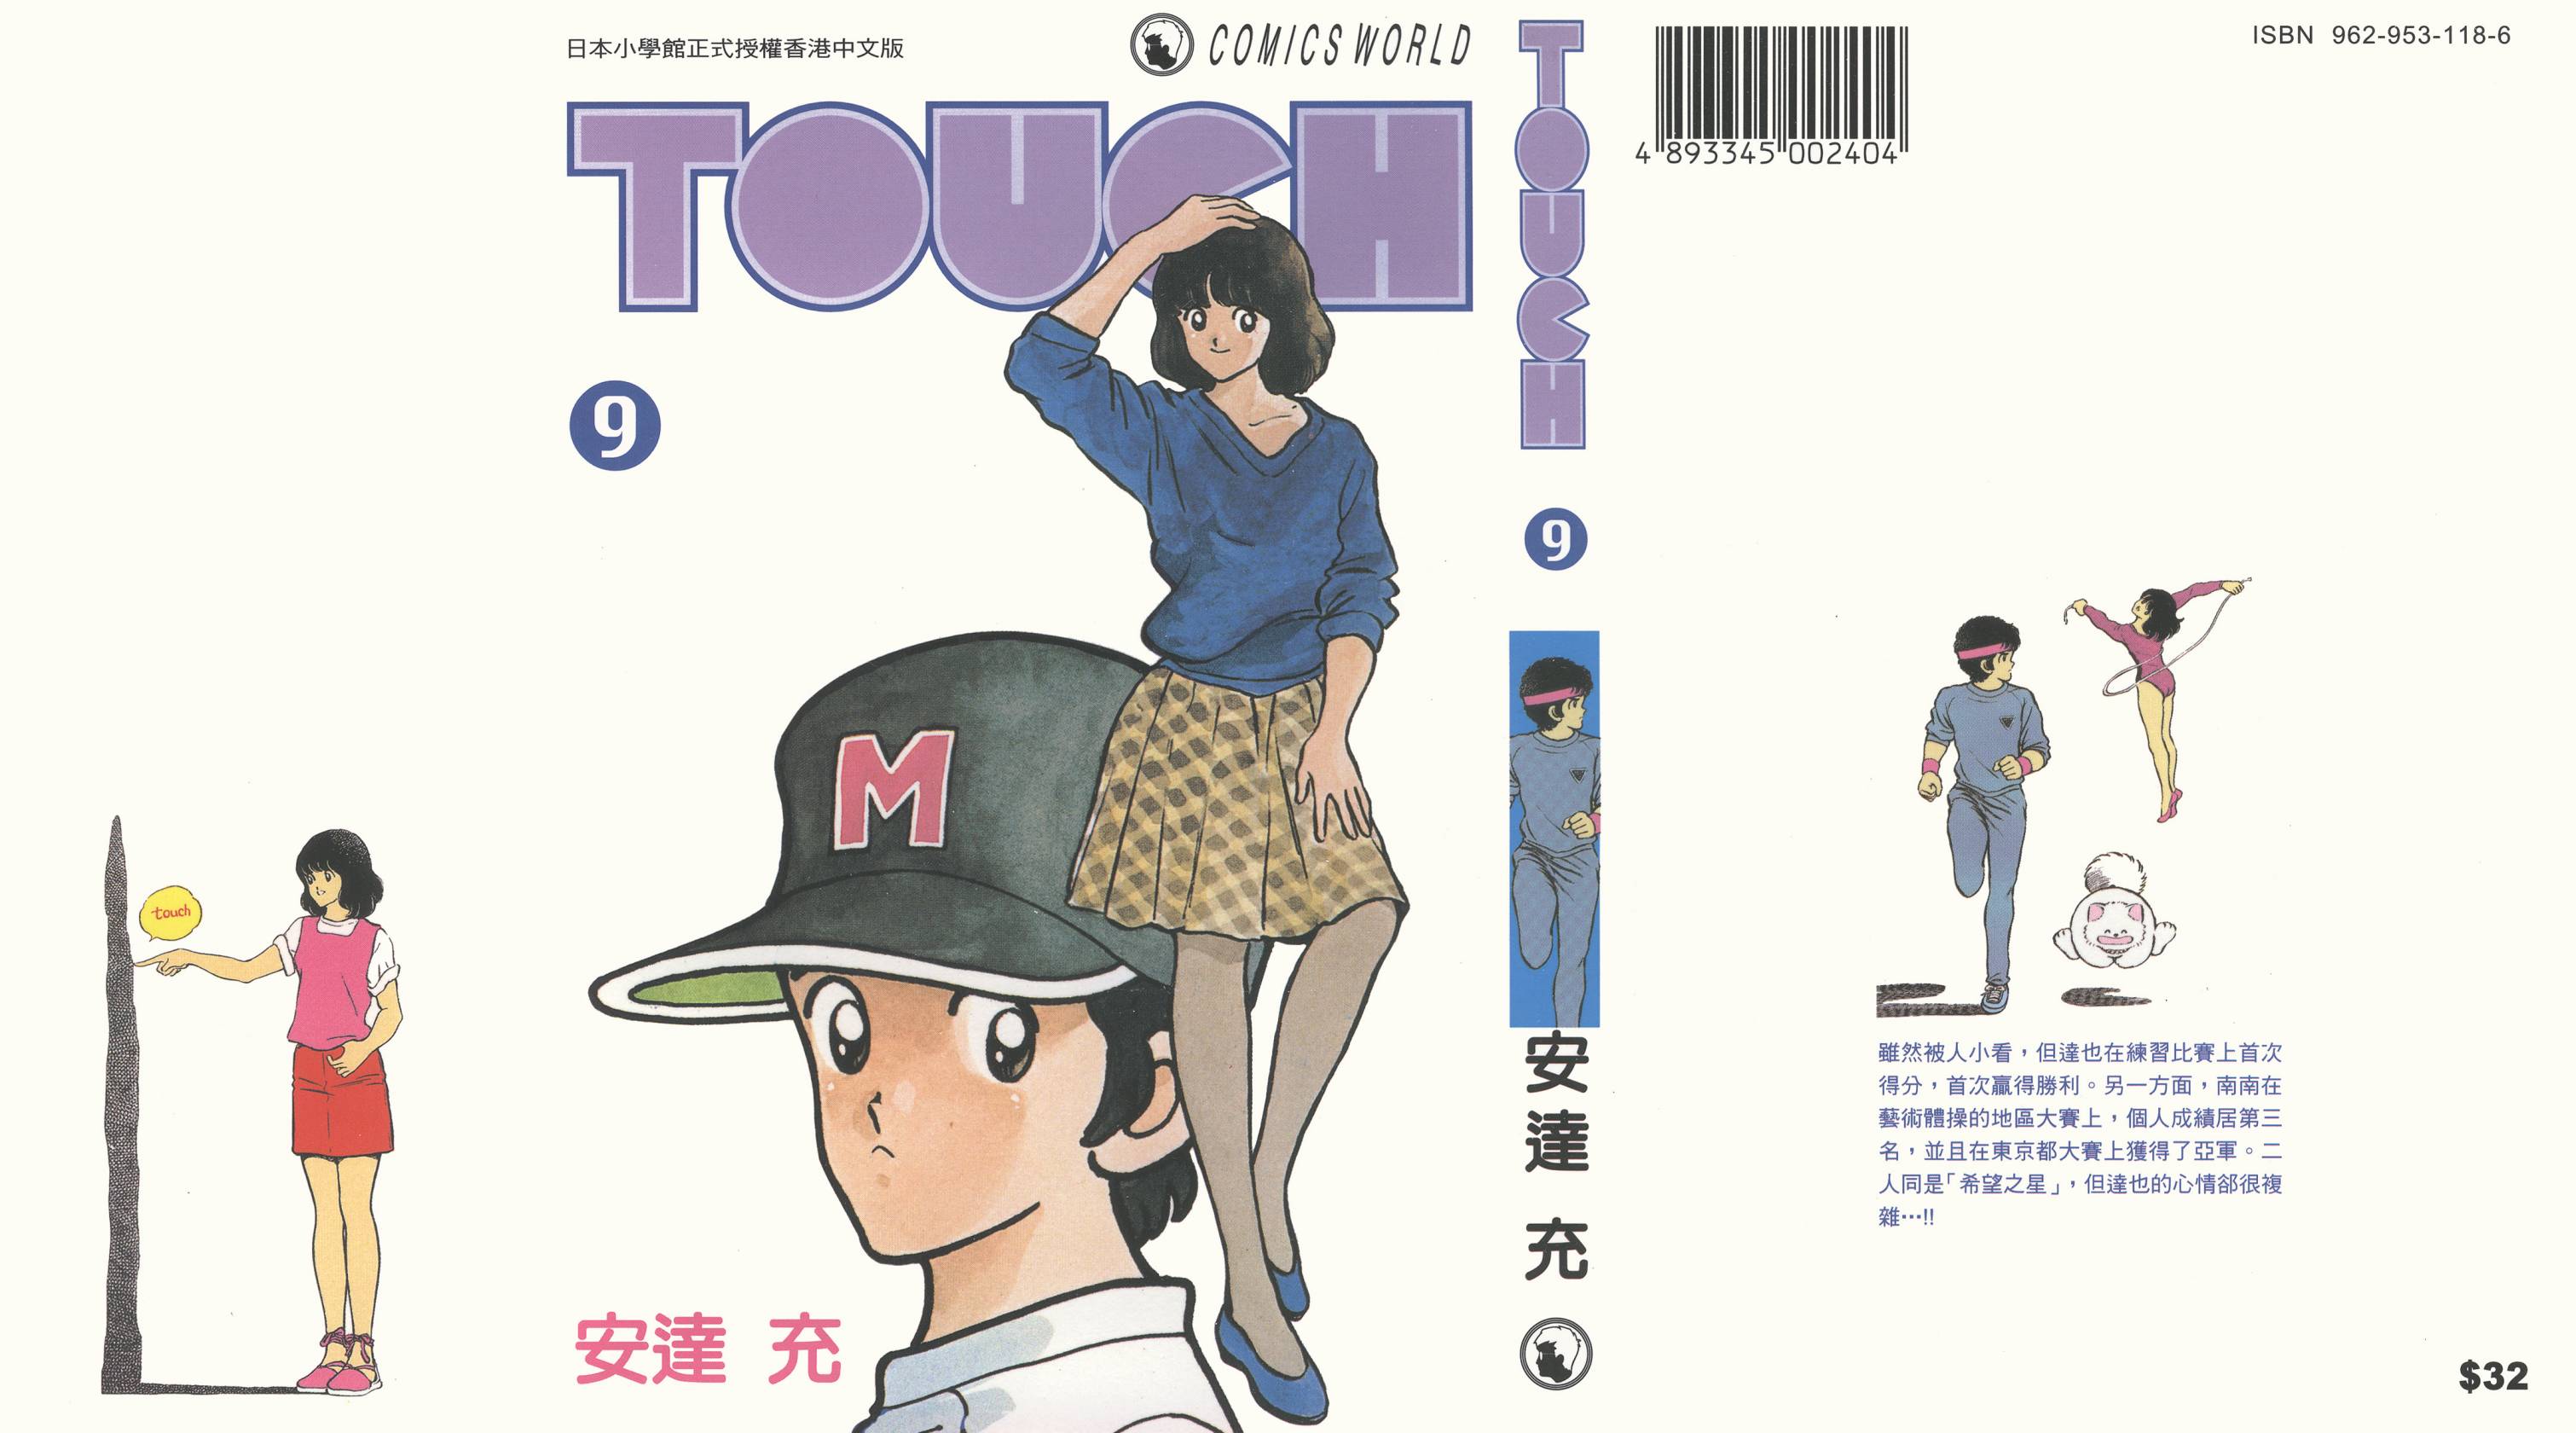 日本小學館正式授權香港中文版
COMICS WORLD
TOUCH
9
M
touch
安達 充
TOUCH
9
安達 充
4 893345 002404
ISBN 962-953-118-6
雖然被人小看，但達也在練習比賽上首次
得分，首次贏得勝利。另一方面，南南在
藝術體操的地區大賽上，個人成績居第三
名，並且在東京都大賽上獲得了亞軍。二
人同是「希望之星」，但達也的心情郤很複
雜…!!
$32